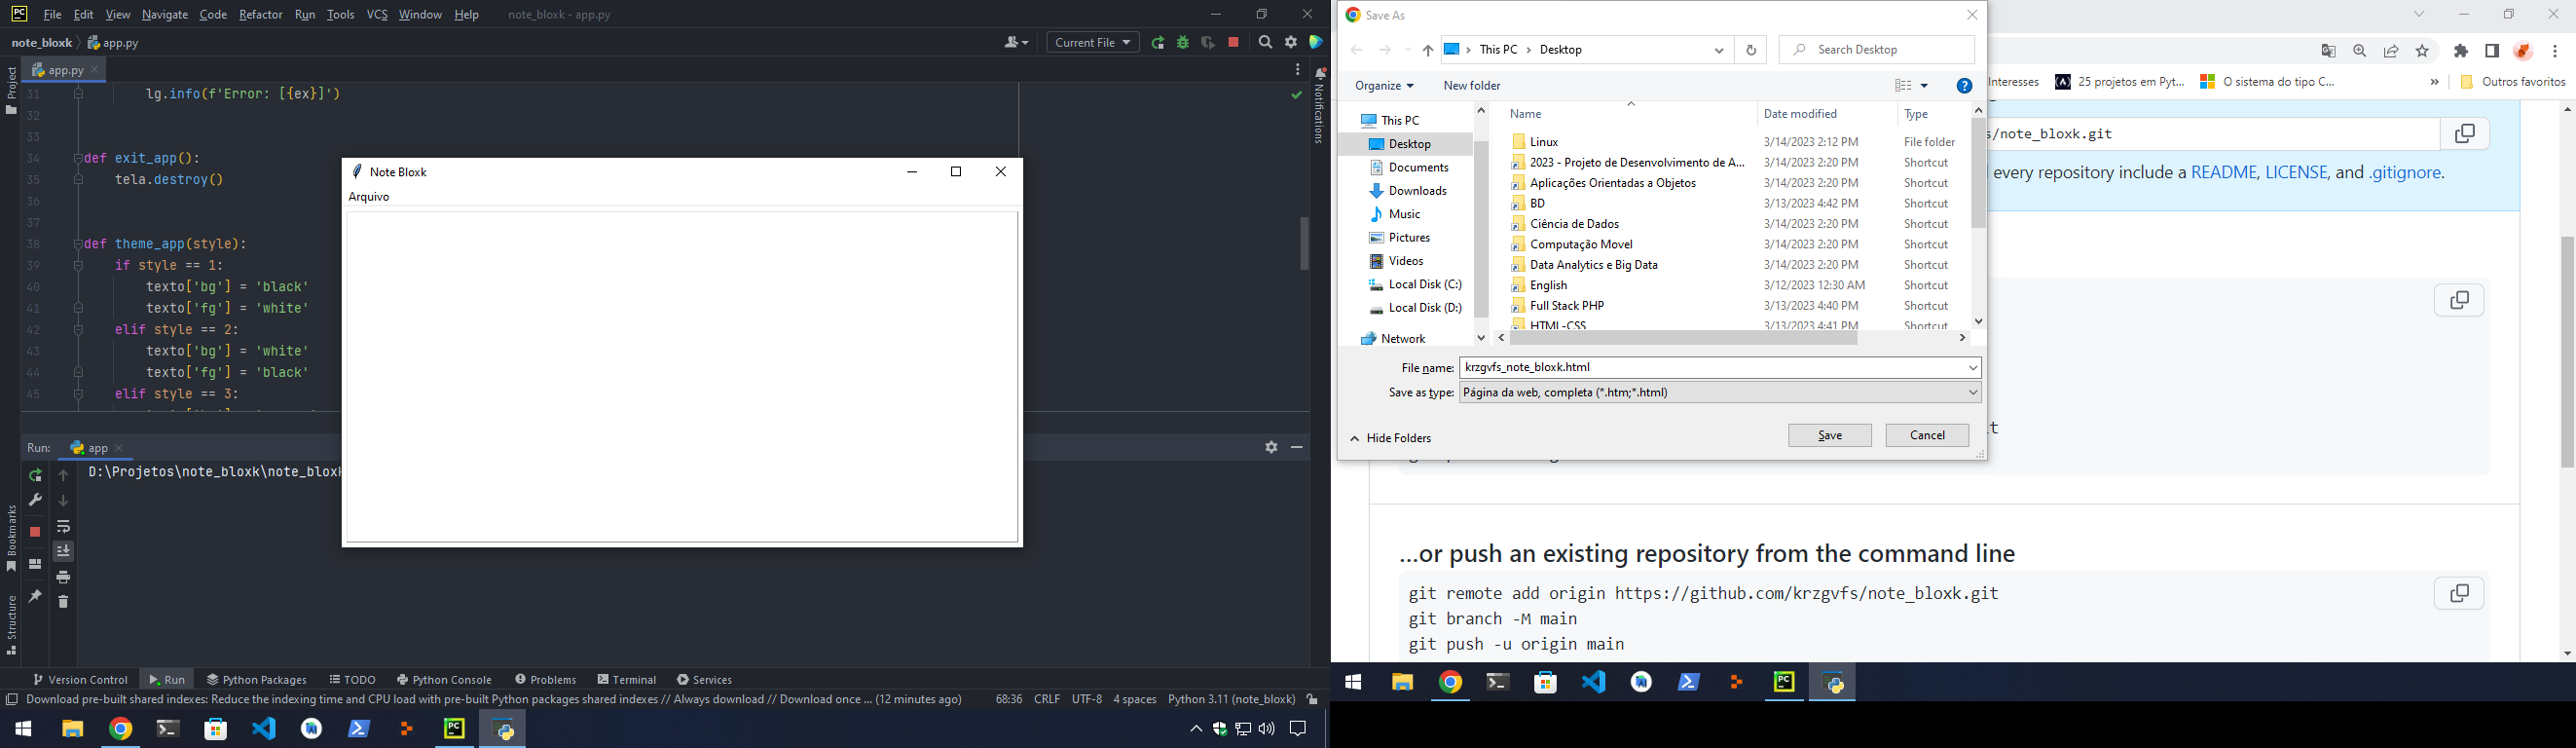 File Edit View Navigate Code Refactor Run Tools VCS Window Help note_bloxk - app.py
note_bloxk app.py
Current File
app.py
Project
Notifications
31 lg.info(f'Error: [{ex}]')
32
33
34 def exit_app():
35 tela.destroy()
36
37
38 def theme_app(style):
39 if style == 1:
40 texto['bg'] = 'black'
41 texto['fg'] = 'white'
42 elif style == 2:
43 texto['bg'] = 'white'
44 texto['fg'] = 'black'
45 elif style == 3:
Note Bloxk
Arquivo
Run: app
D:\Projetos\note_bloxk\note_bloxk
Bookmarks
Structure
Version Control Run Python Packages TODO Python Console Problems Terminal Services
Download pre-built shared indexes: Reduce the indexing time and CPU load with pre-built Python packages shared indexes // Always download // Download once ... (12 minutes ago) 68:36 CRLF UTF-8 4 spaces Python 3.11 (note_bloxk)
Save As
This PC Desktop
Search Desktop
Organize New folder
This PC
Desktop
Documents
Downloads
Music
Pictures
Videos
Local Disk (C:)
Local Disk (D:)
Network
Name Date modified Type
Linux 3/14/2023 2:12 PM File folder
2023 - Projeto de Desenvolvimento de A... 3/14/2023 2:20 PM Shortcut
Aplicações Orientadas a Objetos 3/14/2023 2:20 PM Shortcut
BD 3/13/2023 4:42 PM Shortcut
Ciência de Dados 3/14/2023 2:20 PM Shortcut
Computação Movel 3/14/2023 2:20 PM Shortcut
Data Analytics e Big Data 3/14/2023 2:20 PM Shortcut
English 3/12/2023 12:30 AM Shortcut
Full Stack PHP 3/13/2023 4:40 PM Shortcut
HTML-CSS 3/13/2023 4:41 PM Shortcut
File name: krzgvfs_note_bloxk.html
Save as type: Página da web, completa (*.htm;*.html)
Hide Folders
Save Cancel
Interesses 25 projetos em Pyt... O sistema do tipo C... » Outros favoritos
s/note_bloxk.git
every repository include a README, LICENSE, and .gitignore.
...or push an existing repository from the command line
git remote add origin https://github.com/krzgvfs/note_bloxk.git
git branch -M main
git push -u origin main